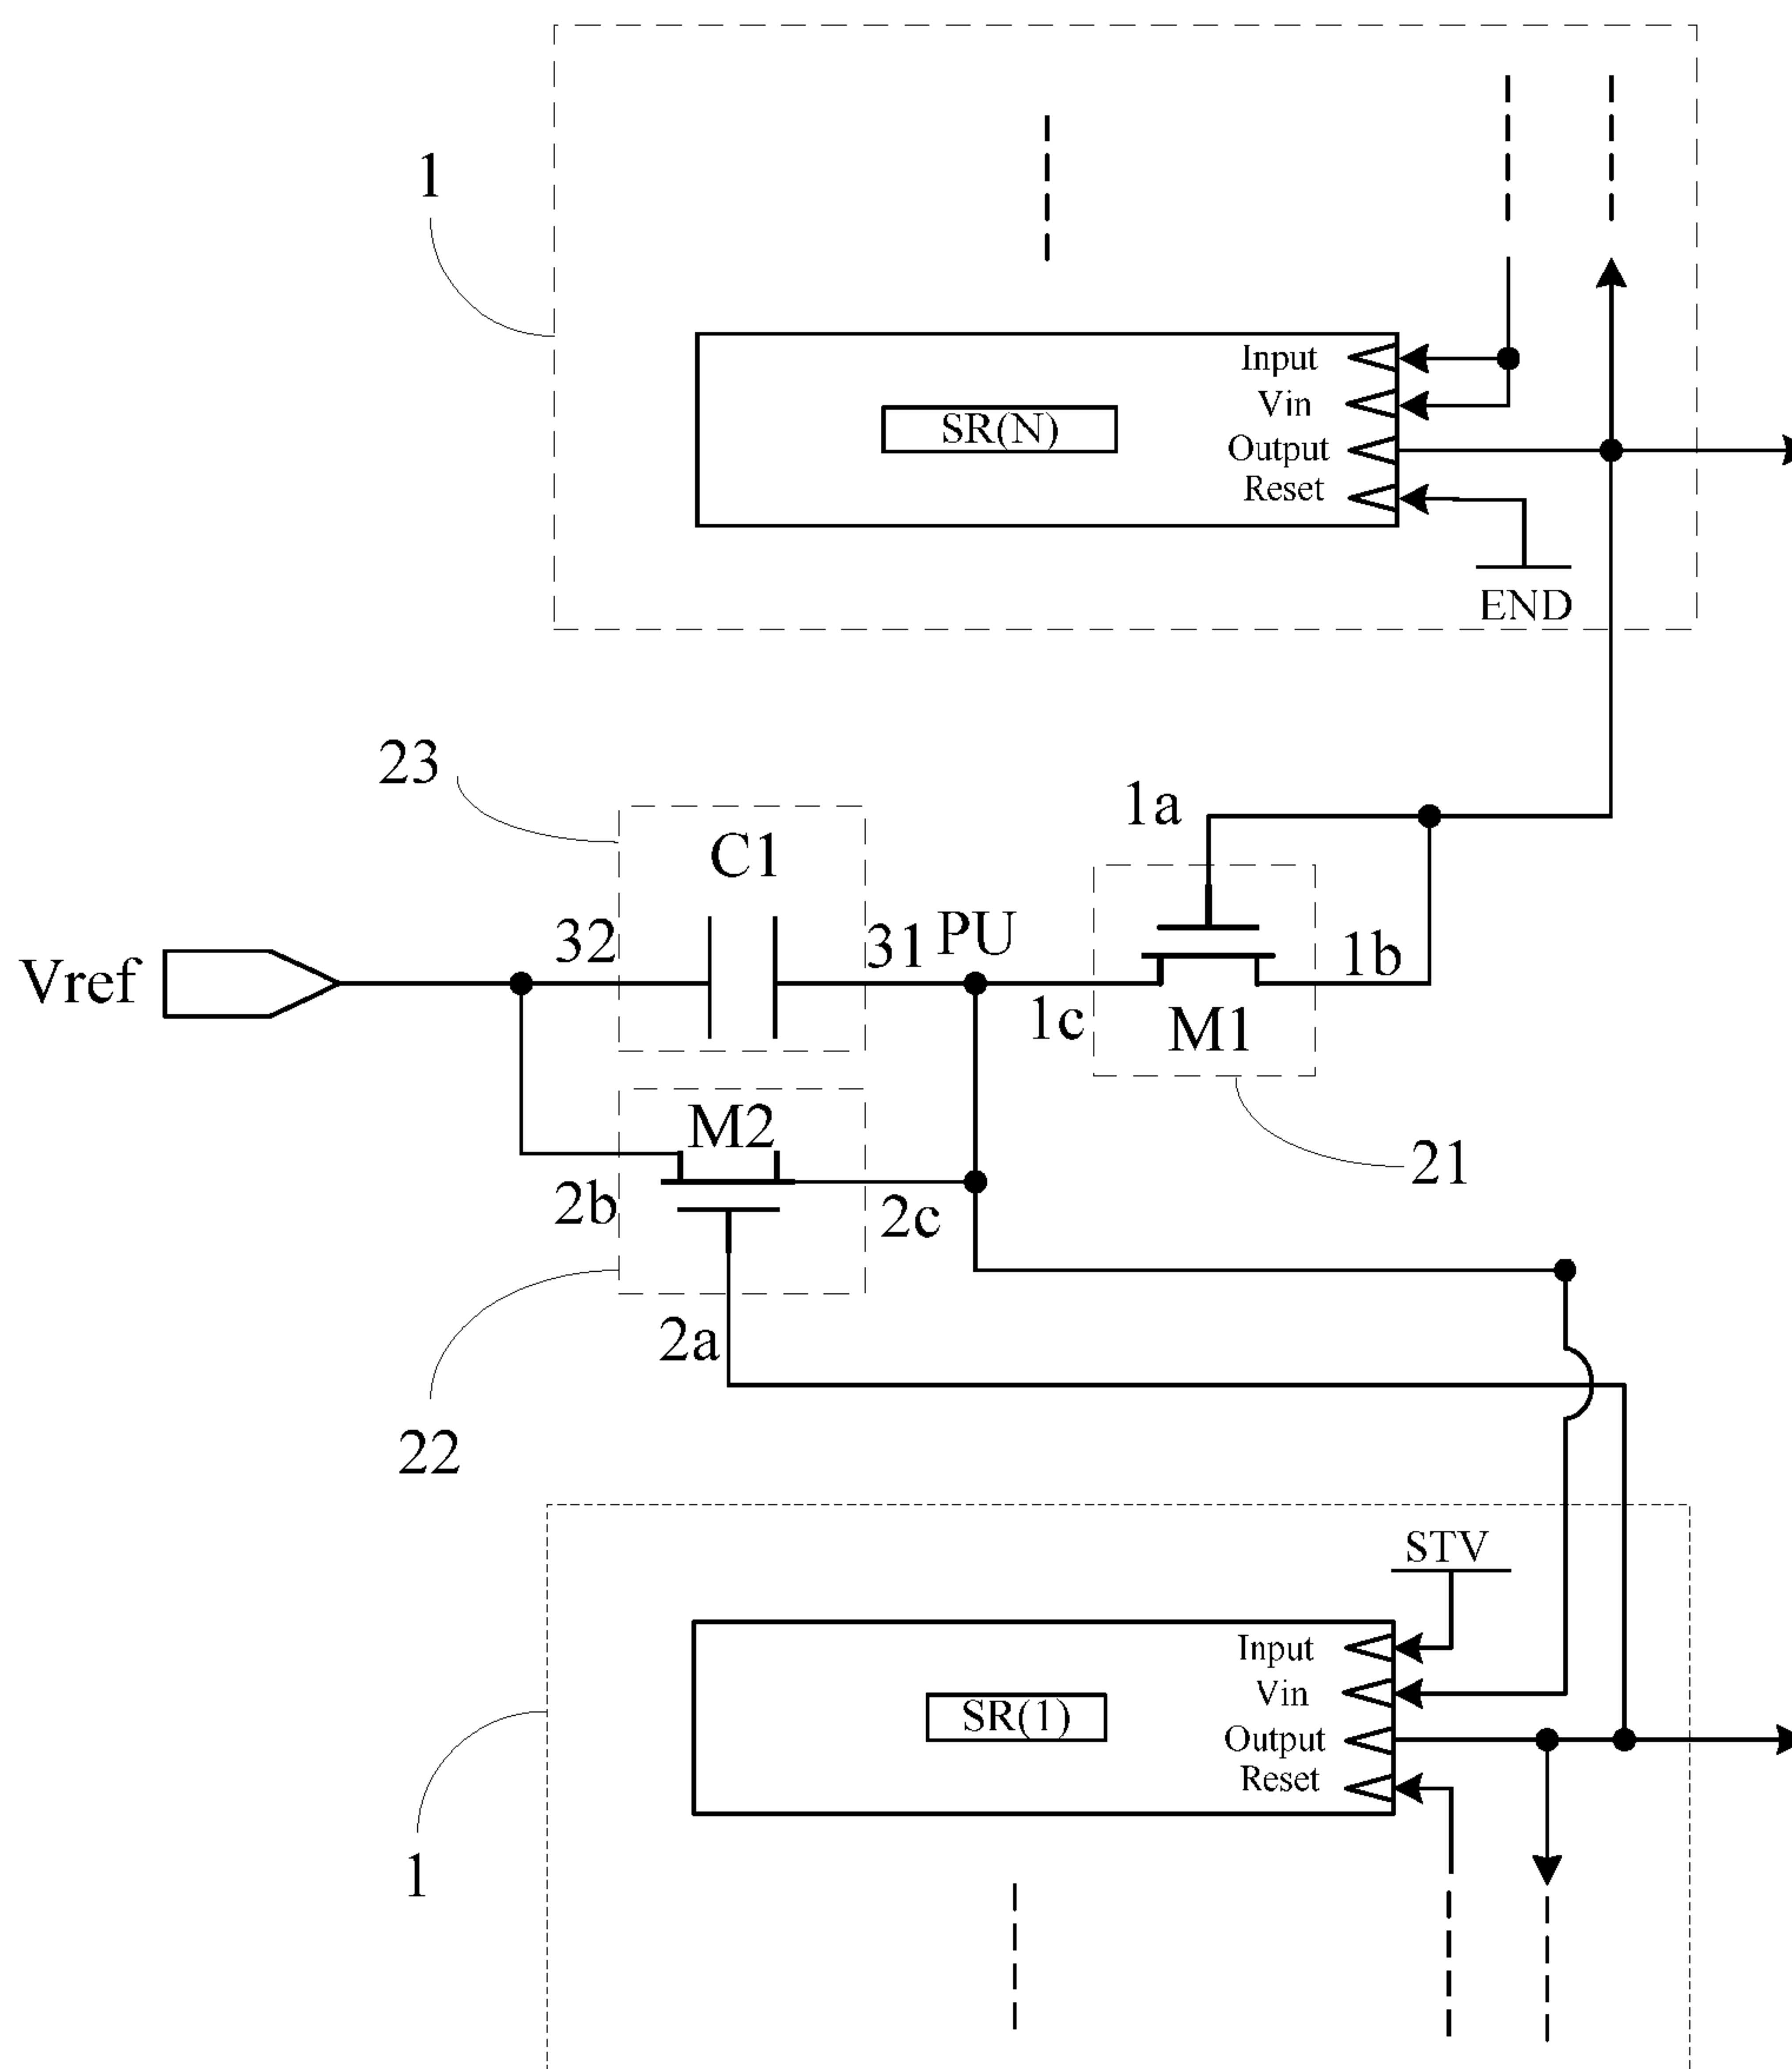 1
Input
Vin
SR(N)
Output
Reset
END
23
1a
C1
32
31
PU
1b
Vref
1c
M1
M2
21
2b
2c
2a
22
STV
Input
Vin
SR(1)
Output
Reset
1